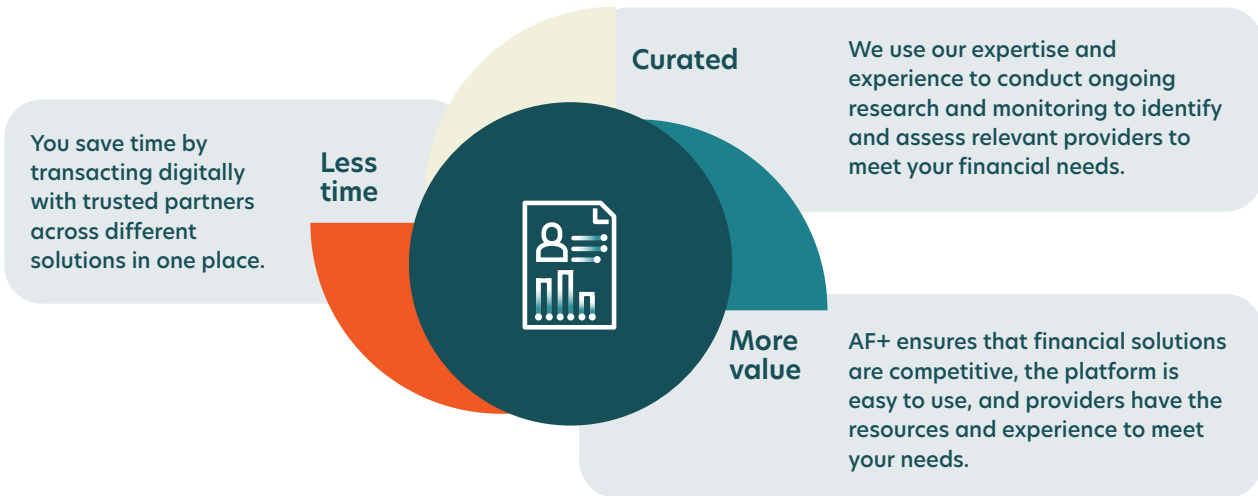 Curated
We use our expertise and
experience to conduct ongoing
research and monitoring to identify
and assess relevant providers to
meet your financial needs.
Less
time
You save time by
transacting digitally
with trusted partners
across different
solutions in one place.
More
value
AF+ ensures that financial solutions
are competitive, the platform is
easy to use, and providers have the
resources and experience to meet
your needs.